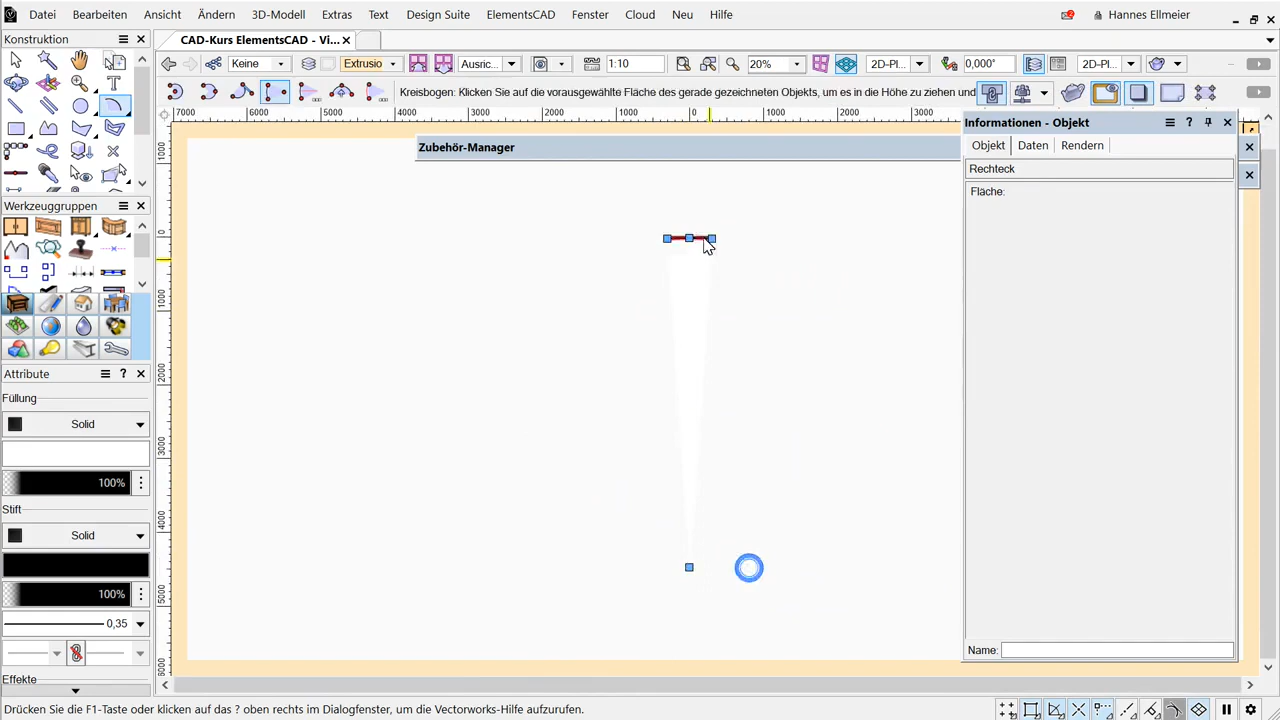 Datei Bearbeiten Ansicht Ändern 3D-Modell Extras Text Design Suite ElementsCAD Fenster Cloud Neu Hilfe Hannes Ellmeier
Konstruktion
CAD-Kurs ElementsCAD - Vi...
Keine Extrusio Ausric... 1:10 20% 2D-Pl... 0,000° 2D-Pl...
Kreisbogen: Klicken Sie auf die vorausgewählte Fläche des gerade gezeichneten Objekts, um es in die Höhe zu ziehen und
7000 6000 5000 4000 3000 2000 1000 0 1000 2000 3000
Informationen - Objekt
Objekt Daten Rendern
Zubehör-Manager
Rechteck
Fläche:
1000
0
1000
2000
3000
4000
5000
6000
Werkzeuggruppen
Attribute
Füllung
Solid
100%
Stift
Solid
100%
0,35
Effekte
Name:
Drücken Sie die F1-Taste oder klicken auf das ? oben rechts im Dialogfenster, um die Vectorworks-Hilfe aufzurufen.